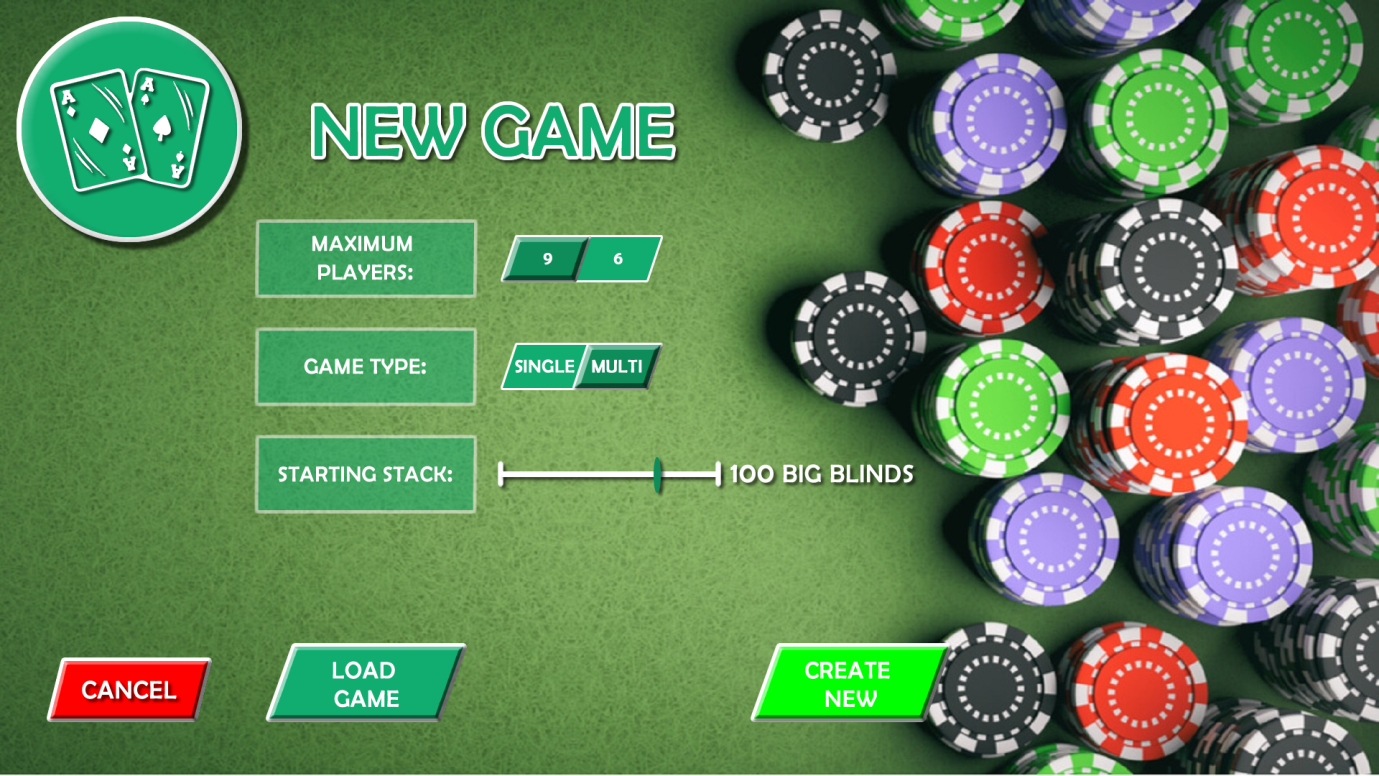 A A
A A
NEW GAME
MAXIMUM
PLAYERS:
9 6
GAME TYPE:
SINGLE MULTI
STARTING STACK:
100 BIG BLINDS
CANCEL
LOAD
GAME
CREATE
NEW